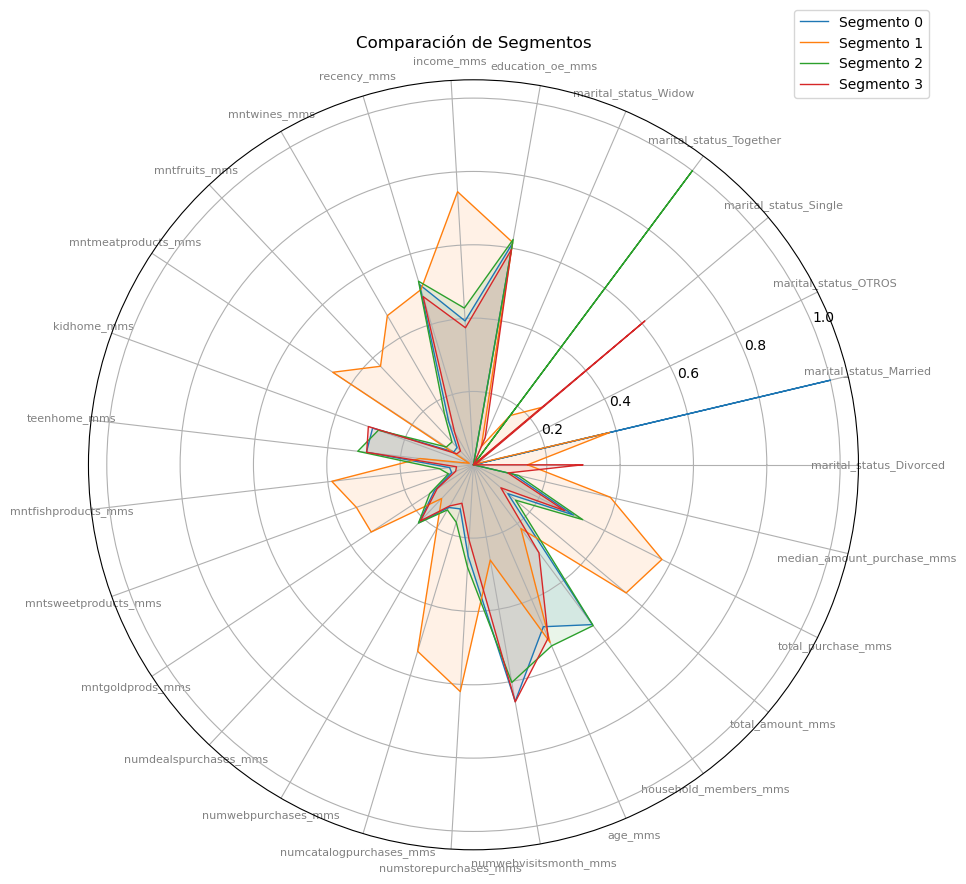 Comparación de Segmentos
Segmento 0
Segmento 1
Segmento 2
Segmento 3
income_mms
education_oe_mms
recency_mms
marital_status_Widow
mntwines_mms
marital_status_Together
mntfruits_mms
marital_status_Single
mntmeatproducts_mms
marital_status_OTROS
kidhome_mms
1.0
0.8
marital_status_Married
0.6
0.4
teenhome_mms
0.2
marital_status_Divorced
mntfishproducts_mms
median_amount_purchase_mms
mntsweetproducts_mms
total_purchase_mms
mntgoldprods_mms
total_amount_mms
numdealspurchases_mms
household_members_mms
numwebpurchases_mms
age_mms
numcatalogpurchases_mms
numwebvisitsmonth_mms
numstorepurchases_mms